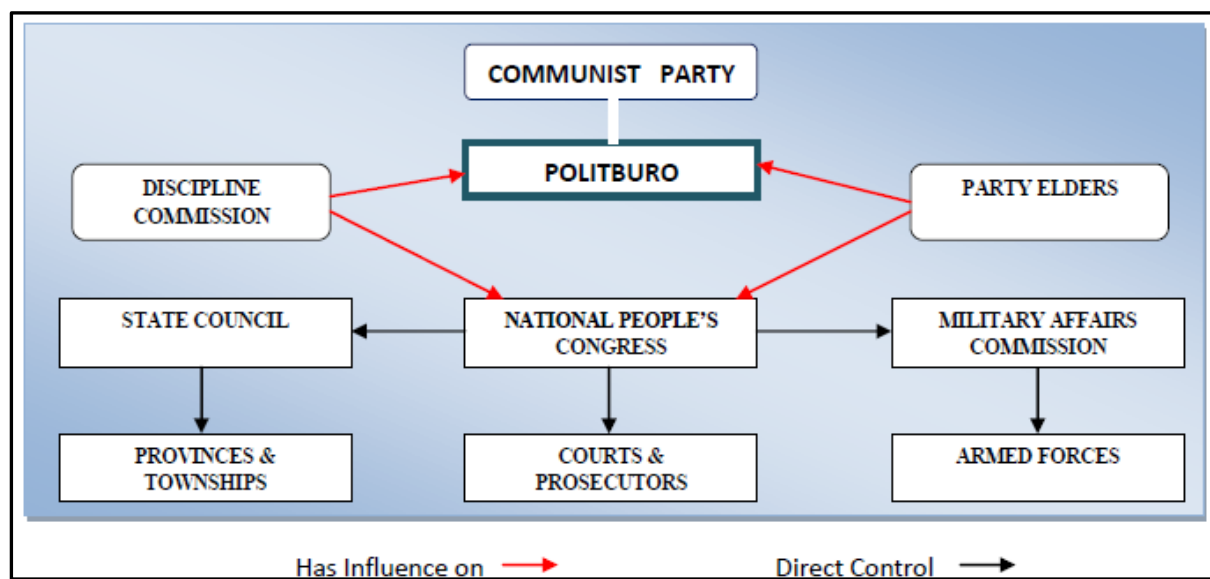 COMMUNIST PARTY
POLITBURO
DISCIPLINE
COMMISSION
PARTY ELDERS
STATE COUNCIL
NATIONAL PEOPLE'S
CONGRESS
MILITARY AFFAIRS
COMMISSION
PROVINCES &
TOWNSHIPS
COURTS &
PROSECUTORS
ARMED FORCES
Has Influence on
Direct Control